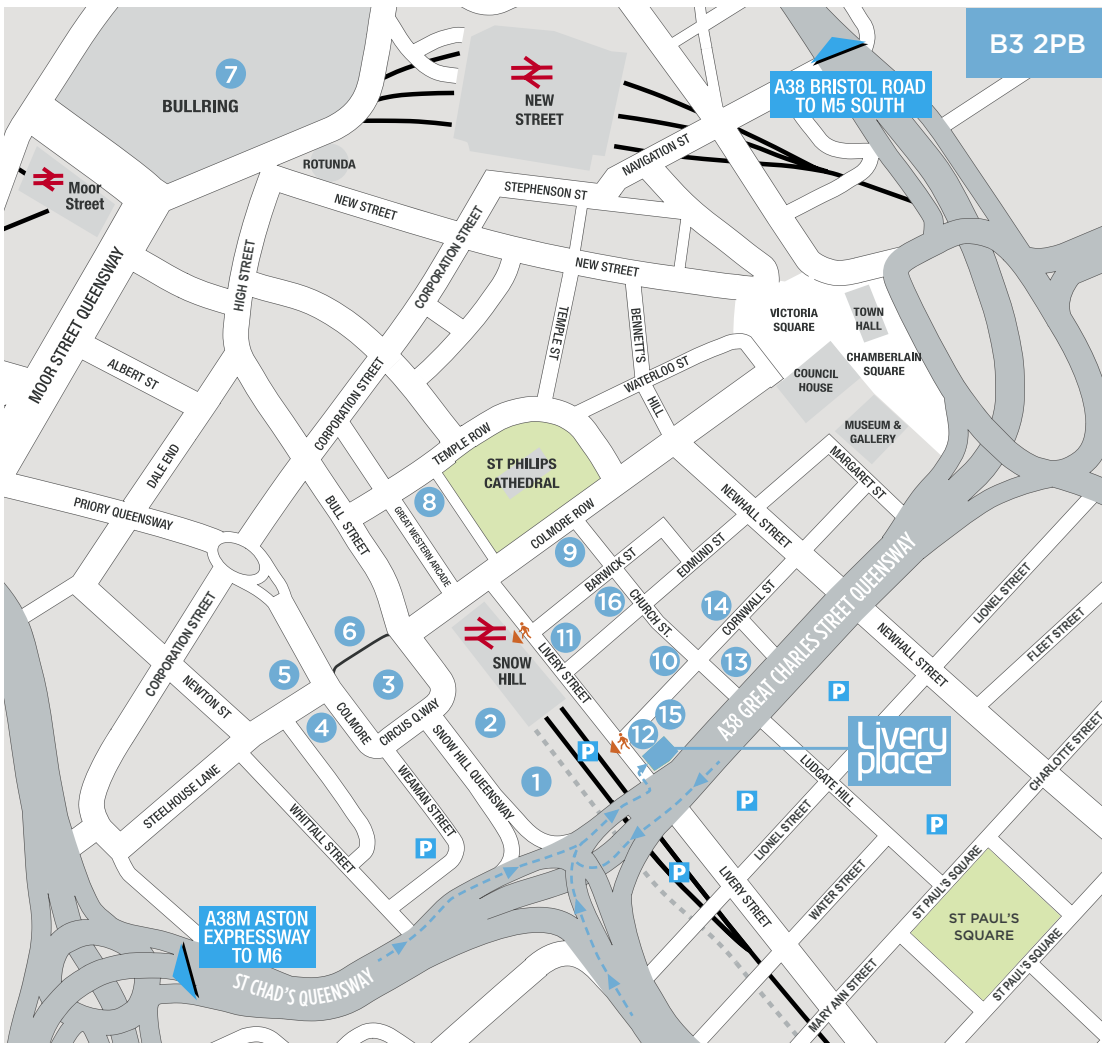 B3 2PB
7
BULLRING
NEW
STREET
A38 BRISTOL ROAD
TO M5 SOUTH
ROTUNDA
Moor
Street
NAVIGATION ST
STEPHENSON ST
NEW STREET
CORPORATION STREET
NEW STREET
HIGH STREET
MOOR STREET QUEENSWAY
TEMPLE ST
BENNETT'S
HILL
VICTORIA
SQUARE
TOWN
HALL
CHAMBERLAIN
SQUARE
COUNCIL
HOUSE
MUSEUM &
GALLERY
ALBERT ST
CORPORATION STREET
WATERLOO ST
TEMPLE ROW
ST PHILIPS
CATHEDRAL
DALE END
MARGARET ST
PRIORY QUEENSWAY
BULL STREET
8
GREAT WESTERN ARCADE
COLMORE ROW
NEWHALL STREET
9
BARWICK ST
EDMUND ST
16
CHURCH ST.
14
CORNWALL ST
A38 GREAT CHARLES STREET QUEENSWAY
LIONEL STREET
FLEET STREET
NEWHALL STREET
CORPORATION STREET
6
5
3
SNOW
HILL
11
LIVERY STREET
10
13
P
NEWTON ST
4
COLMORE
CIRCUS Q.WAY
2
SNOW HILL QUEENSWAY
P
12
15
Livery
place
CHARLOTTE STREET
STEELHOUSE LANE
WHITTALL STREET
WEAMAN STREET
P
1
LUDGATE HILL
P
P
LIONEL STREET
P
LIVERY STREET
WATER STREET
ST PAUL'S SQUARE
ST PAUL'S
SQUARE
ST PAUL'S SQUARE
A38M ASTON
EXPRESSWAY
TO M6
ST CHAD'S QUEENSWAY
MARY ANN STREET